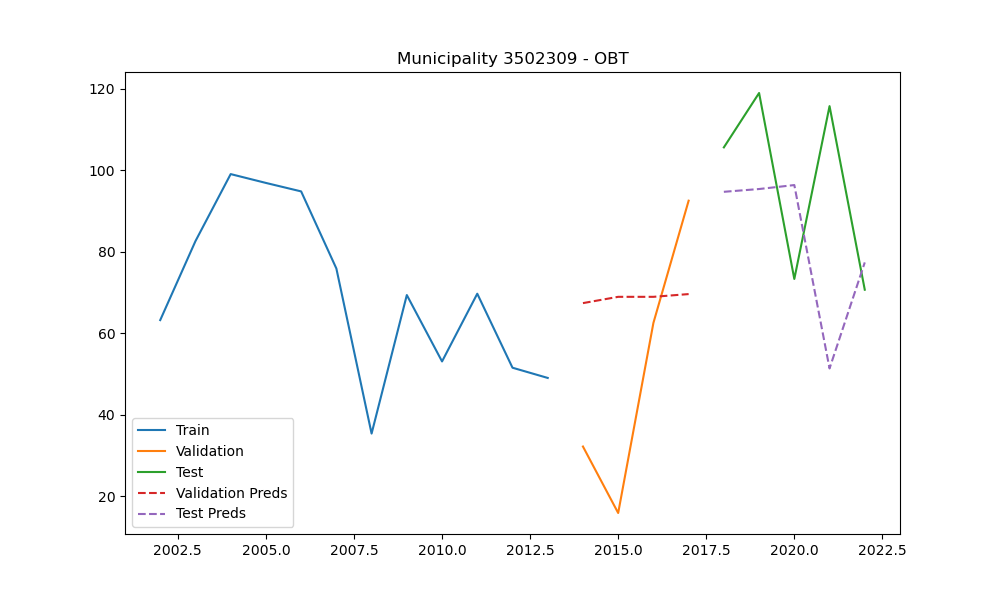 Municipality 3502309 - OBT
120
100
80
60
40
20
Train
Validation
Test
Validation Preds
Test Preds
2002.5 2005.0 2007.5 2010.0 2012.5 2015.0 2017.5 2020.0 2022.5